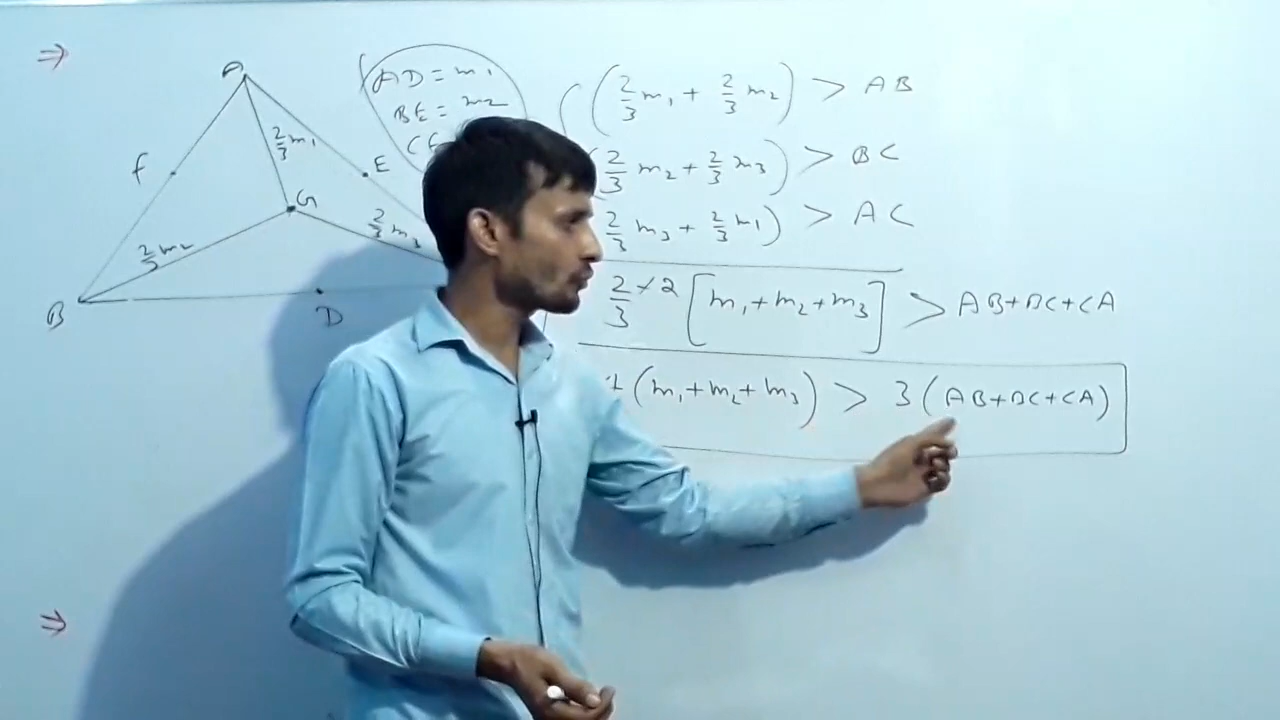 ⇒
A
AD = m₁
BE = m₂
(2/3 m₁ + 2/3 m₂) > AB
2/3 m₁
f
E
G
2/3 m₂ + 2/3 m₃) > BC
2/3 m₃
2/3 m₃ + 2/3 m₁) > AC
2/3 m₂
B
D
2/3 × 2 [m₁ + m₂ + m₃] > AB + BC + CA
(m₁ + m₂ + m₃) > 3 (AB + BC + CA)
⇒